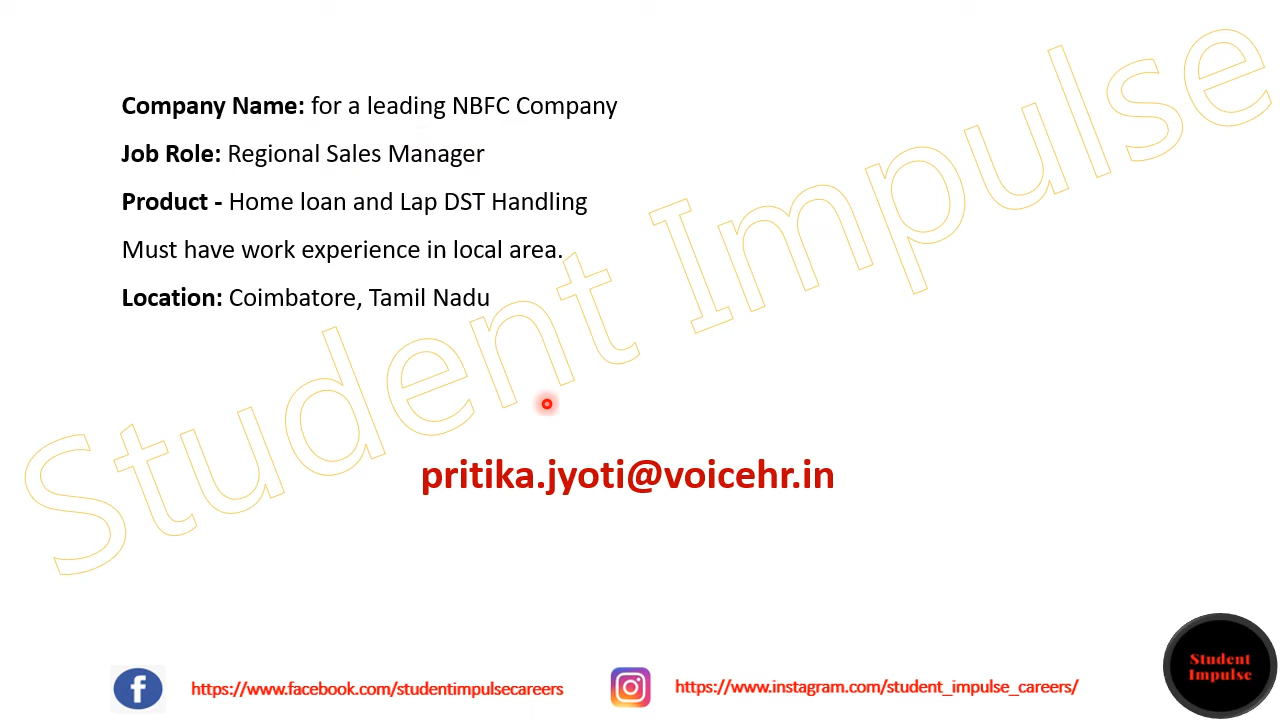 Company Name: for a leading NBFC Company
Job Role: Regional Sales Manager
Product - Home loan and Lap DST Handling
Must have work experience in local area.
Location: Coimbatore, Tamil Nadu
Student Impulse
pritika.jyoti@voicehr.in
https://www.facebook.com/studentimpulsecareers
https://www.instagram.com/student_impulse_careers/
Student
Impulse